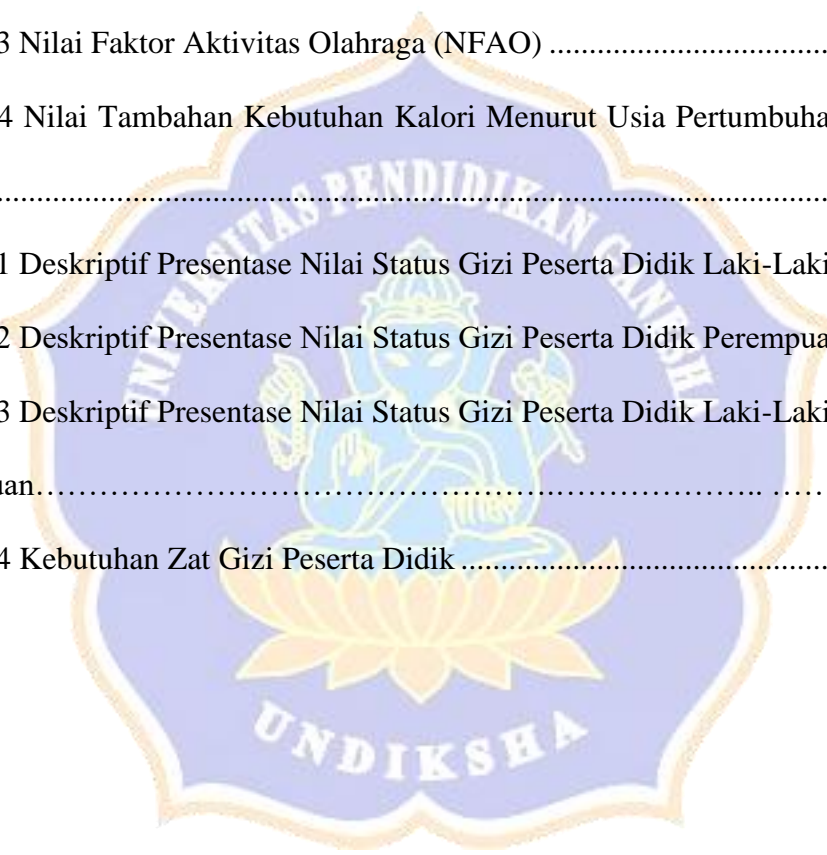 3 Nilai Faktor Aktivitas Olahraga (NFAO) ..................................
4 Nilai Tambahan Kebutuhan Kalori Menurut Usia Pertumbuha
........................................................................................................
1 Deskriptif Presentase Nilai Status Gizi Peserta Didik Laki-Laki
2 Deskriptif Presentase Nilai Status Gizi Peserta Didik Perempua
3 Deskriptif Presentase Nilai Status Gizi Peserta Didik Laki-Laki
uan…………………………………………….……………….. ……
4 Kebutuhan Zat Gizi Peserta Didik .............................................
UNIVERSITAS PENDIDIKAN GANESHA
UNDIKSHA